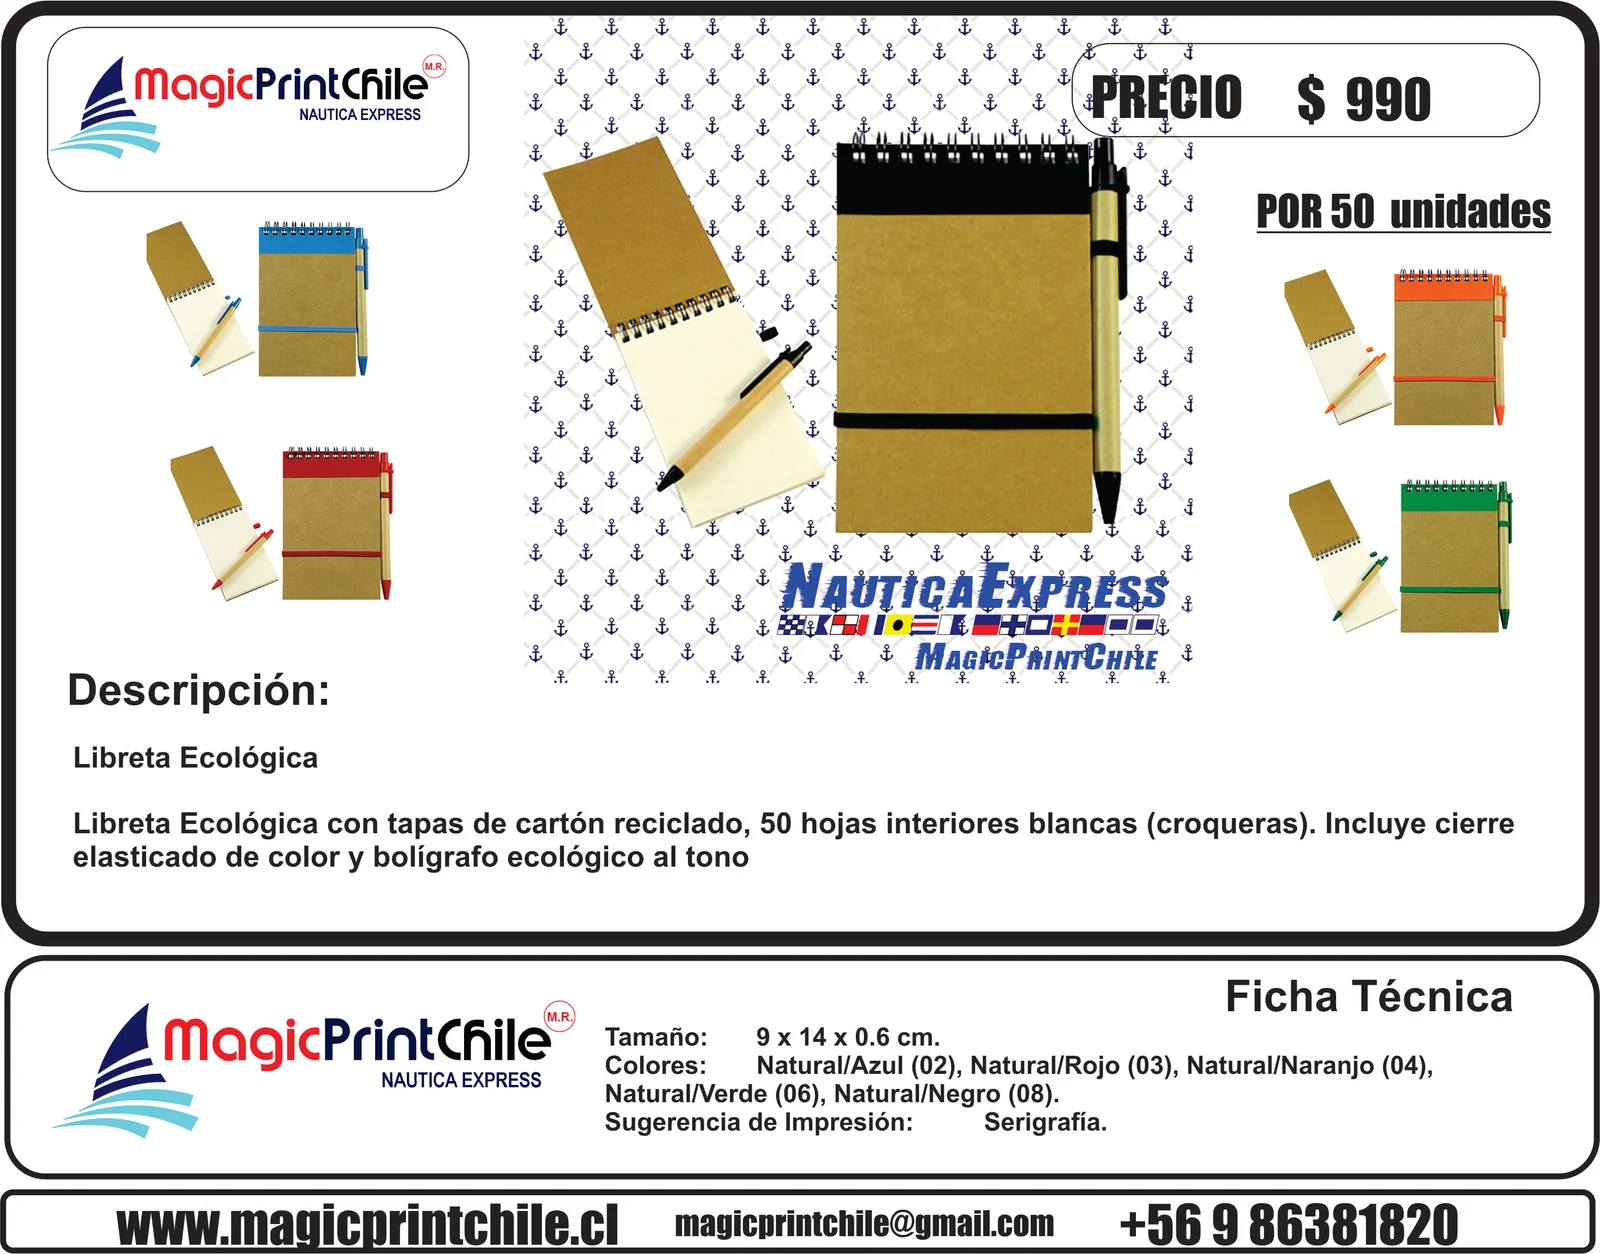 MagicPrintChile M.R.
NAUTICA EXPRESS
PRECIO $ 990
POR 50 unidades
NAUTICAEXPRESS
MAGICPRINTCHILE
Descripción:
Libreta Ecológica
Libreta Ecológica con tapas de cartón reciclado, 50 hojas interiores blancas (croqueras). Incluye cierre
elasticado de color y bolígrafo ecológico al tono
Ficha Técnica
MagicPrintChile M.R.
NAUTICA EXPRESS
Tamaño: 9 x 14 x 0.6 cm.
Colores: Natural/Azul (02), Natural/Rojo (03), Natural/Naranjo (04),
Natural/Verde (06), Natural/Negro (08).
Sugerencia de Impresión: Serigrafía.
www.magicprintchile.cl magicprintchile@gmail.com +56 9 86381820